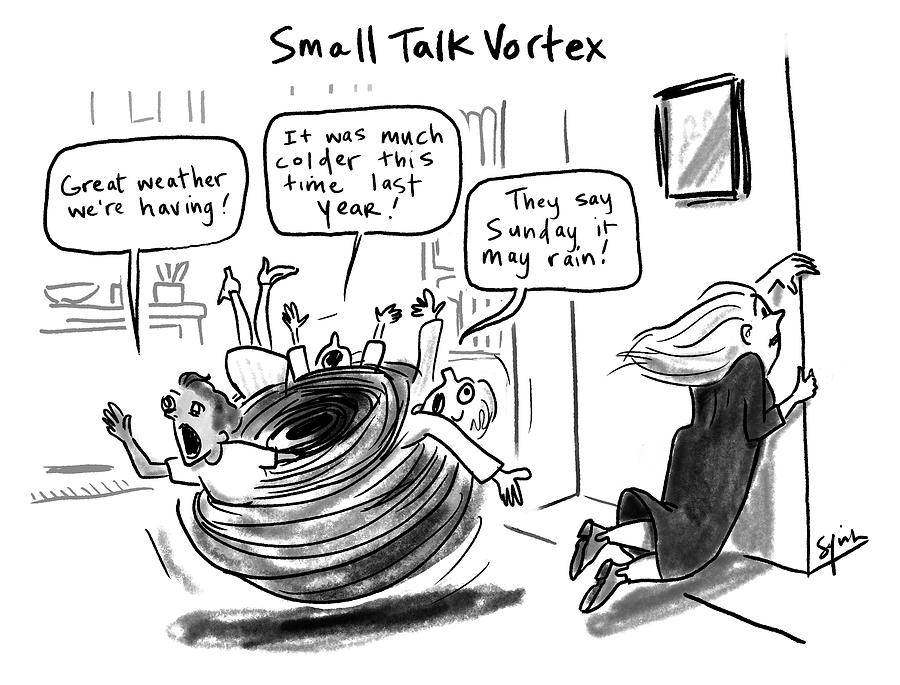 Small Talk Vortex
Great weather
we're having!
It was much
colder this
time last
year!
They say
Sunday it
may rain!